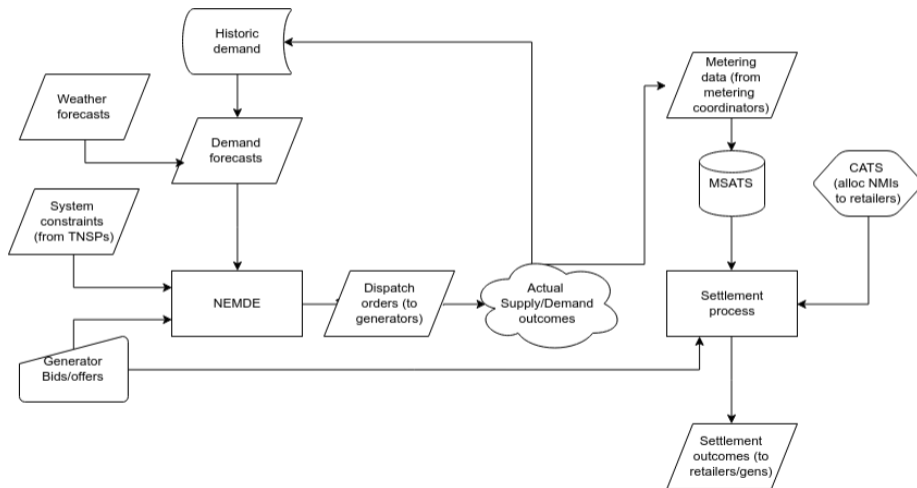 Historic
demand
Weather
forecasts
Demand
forecasts
System
constraints
(from TNSPs)
NEMDE
Dispatch
orders (to
generators)
Actual
Supply/Demand
outcomes
Generator
Bids/offers
Metering
data (from
metering
coordinators)
MSATS
CATS
(alloc NMIs
to retailers)
Settlement
process
Settlement
outcomes (to
retailers/gens)